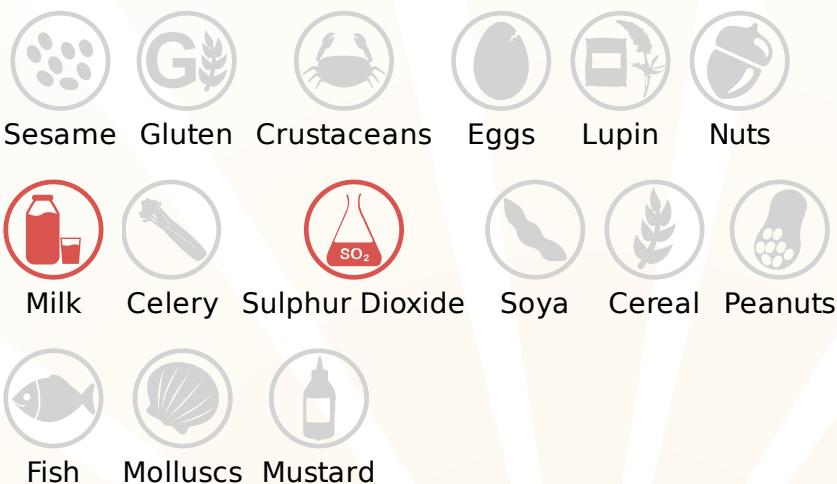 G
Sesame Gluten Crustaceans Eggs Lupin Nuts
SO₂
Milk Celery Sulphur Dioxide Soya Cereal Peanuts
Fish Molluscs Mustard